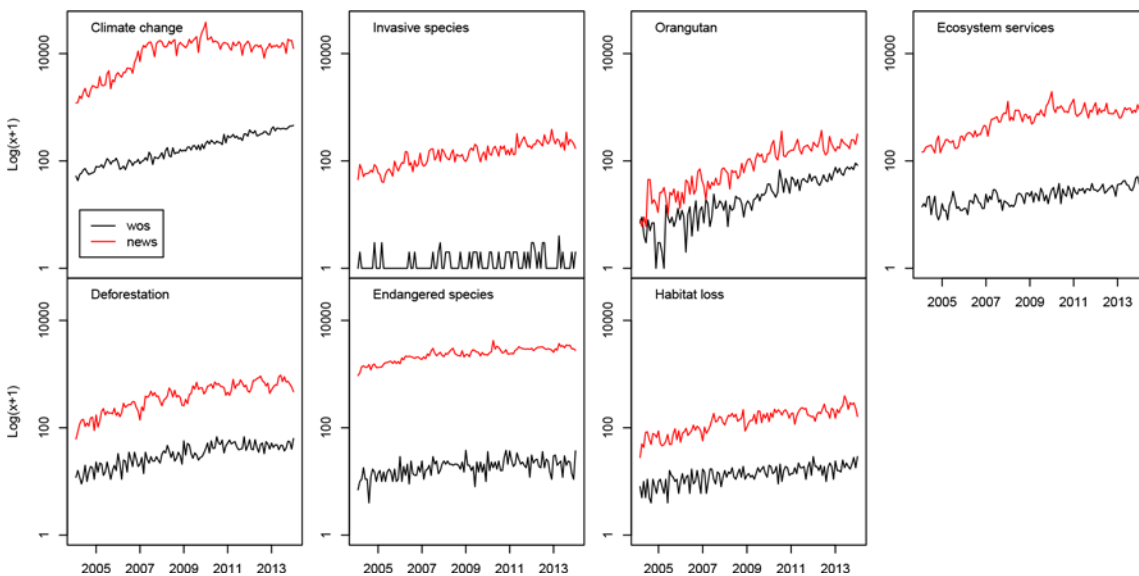 Climate change
Invasive species
Orangutan
Ecosystem services
Log(x+1)
10000
100
1
wos
news
10000
100
1
10000
100
1
10000
100
1
2005 2007 2009 2011 2013
Deforestation
Endangered species
Habitat loss
Log(x+1)
10000
100
1
10000
100
1
10000
100
1
2005 2007 2009 2011 2013
2005 2007 2009 2011 2013
2005 2007 2009 2011 2013